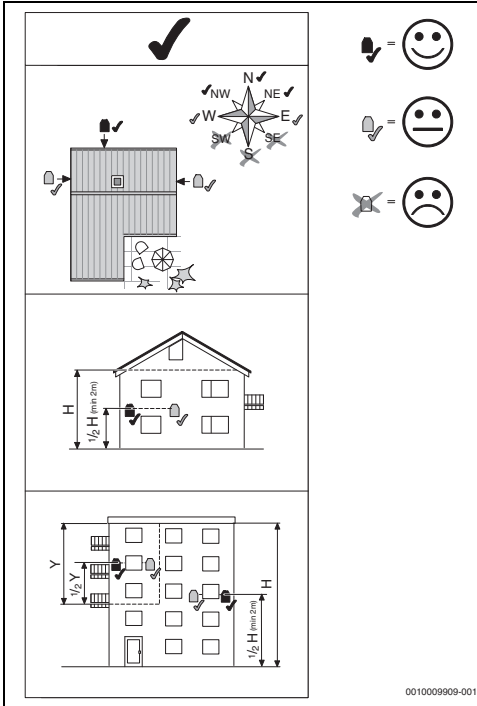 N
NW NE
W E
SW SE
S
=
=
=
H
1/2 H (min 2m)
Y
1/2 Y
H
1/2 H (min 2m)
0010009909-001